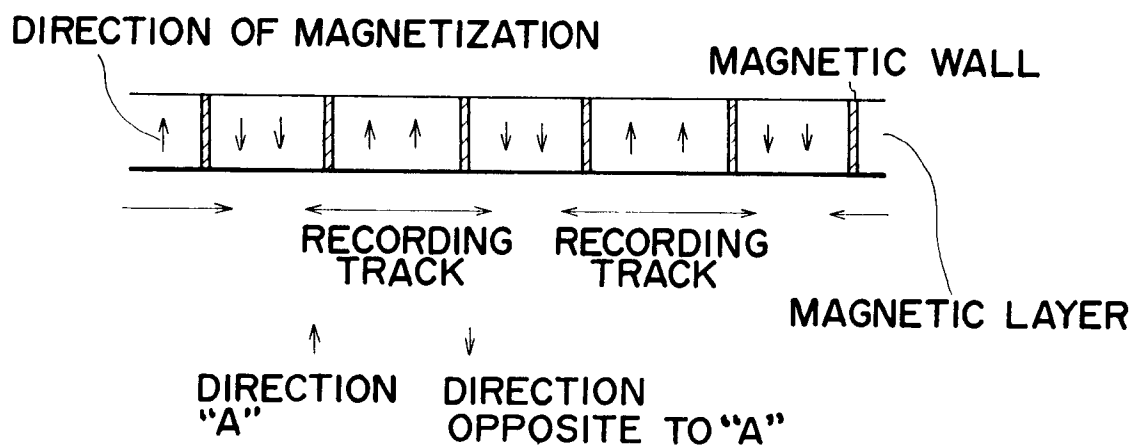 DIRECTION OF MAGNETIZATION
MAGNETIC WALL
RECORDING
TRACK
RECORDING
TRACK
MAGNETIC LAYER
DIRECTION
“A”
DIRECTION
OPPOSITE TO “A”